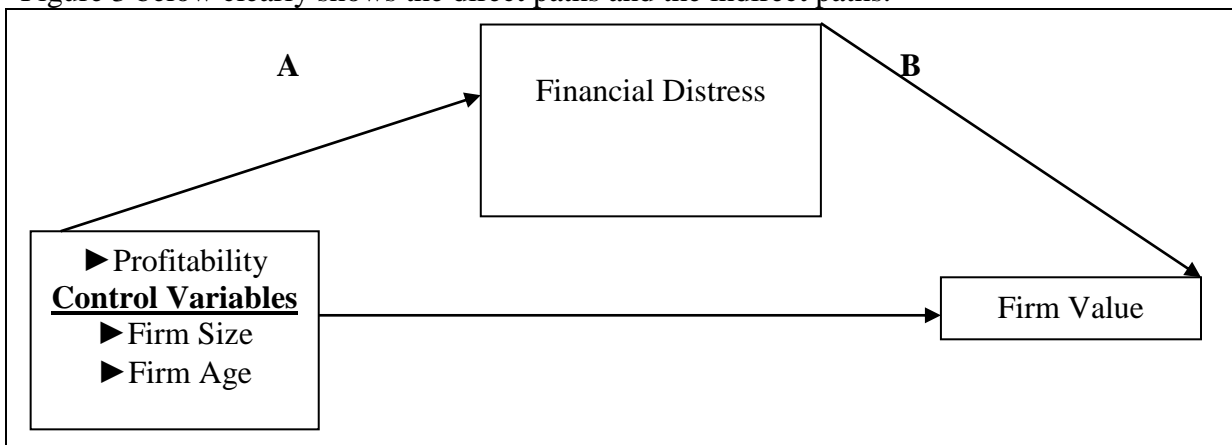 Figure 3 below clearly shows the direct paths and the indirect paths.
A
B
Financial Distress
►Profitability
Control Variables
►Firm Size
►Firm Age
Firm Value